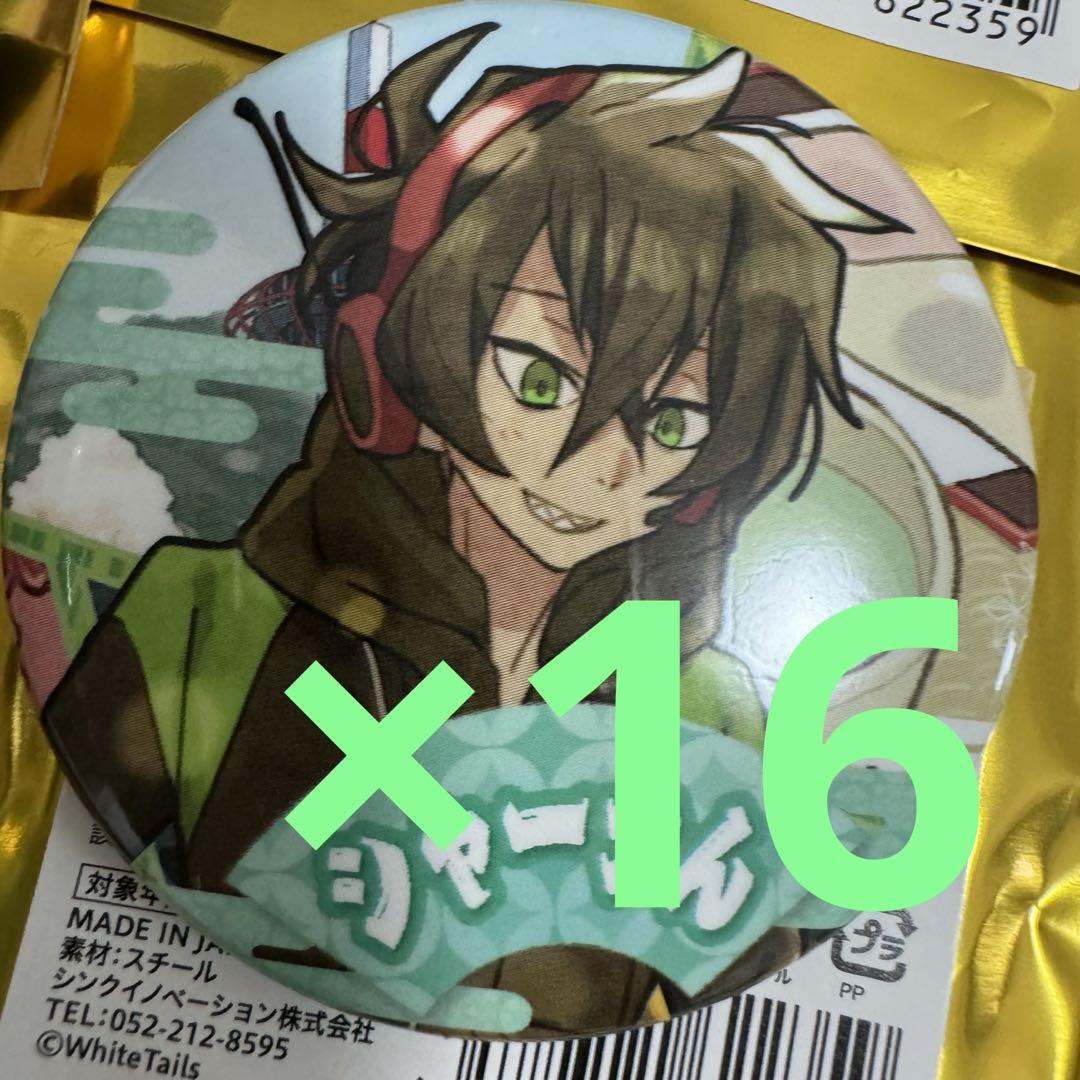 622359
×16
シャーさん
対象年
MADE IN JA
素材：スチール
シンクイノベーション株式会社
TEL：052-212-8595
©WhiteTails
プラ
PP